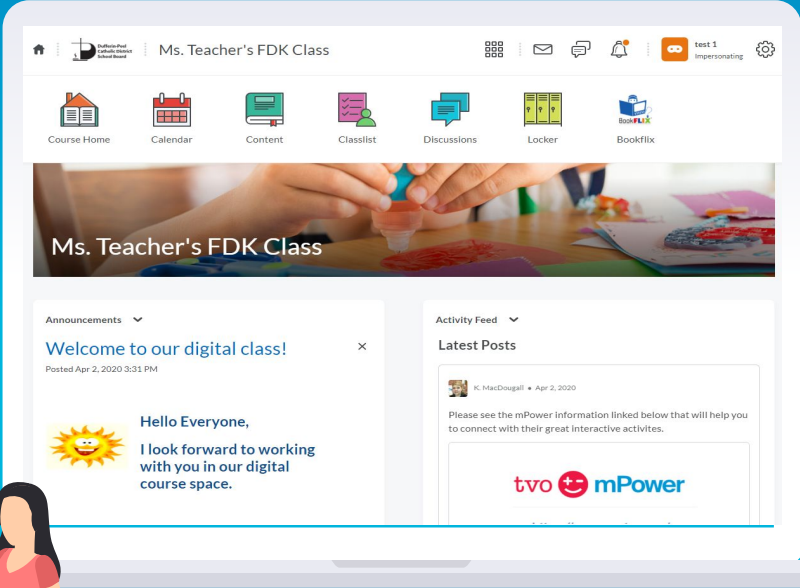 Dufferin-Peel
Catholic District
School Board
Ms. Teacher's FDK Class
test 1
Impersonating
Course Home
Calendar
Content
Classlist
Discussions
Locker
BookFLIX
Bookflix
Ms. Teacher's FDK Class
Announcements
Welcome to our digital class!
Posted Apr 2, 2020 3:31 PM
Hello Everyone,
I look forward to working
with you in our digital
course space.
Activity Feed
Latest Posts
K. MacDougall • Apr 2, 2020
Please see the mPower information linked below that will help you
to connect with their great interactive activites.
tvo mPower